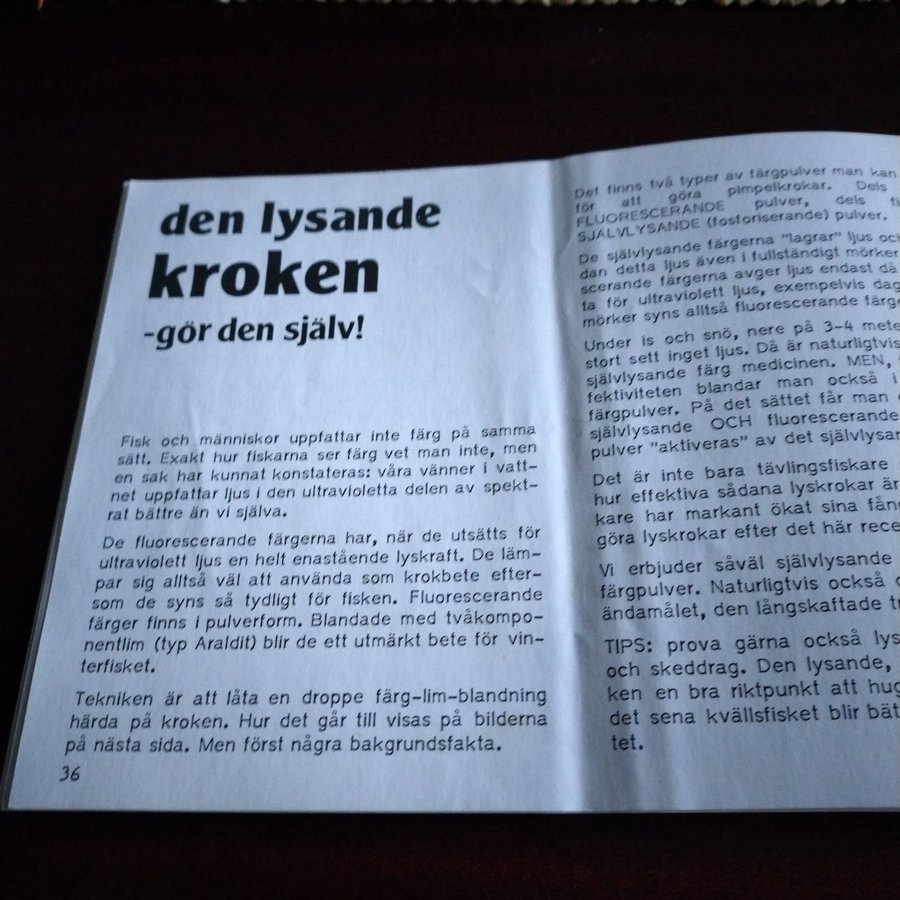 den lysande
kroken
-gör den själv!
Fisk och människor uppfattar inte färg på samma
sätt. Exakt hur fiskarna ser färg vet man inte, men
en sak har kunnat konstateras: våra vänner i vatt-
net uppfattar ljus i den ultravioletta delen av spekt-
rat bättre än vi själva.
De fluorescerande färgerna har, när de utsätts för
ultraviolett ljus en helt enastående lyskraft. De läm-
par sig alltså väl att använda som krokbete efter-
som de syns så tydligt för fisken. Fluorescerande
färger finns i pulverform. Blandade med tvåkompo-
nentlim (typ Araldit) blir de ett utmärkt bete för vin-
terfisket.
Tekniken är att låta en droppe färg-lim-blandning
härda på kroken. Hur det går till visas på bilderna
på nästa sida. Men först några bakgrundsfakta.
36
Det finns två typer av färgpulver man kan
för att göra pimpelkrokar. Dels
FLUORESCERANDE pulver, dels
SJÄLVLYSANDE (fosforiserande) pulver.
De självlysande färgerna "lagrar" ljus
dan detta ljus även i fullständigt mörker
scerande färgerna avger ljus endast då
ta för ultraviolett ljus, exempelvis
mörker syns alltså fluorescerande
Under is och snö, nere på 3-4
stort sett inget ljus. Då är naturligtvis
självlysande färg medicinen. MEN,
fektiviteten blandar man också i
färgpulver. På det sättet får man
självlysande OCH fluorescerande
pulver "aktiveras" av det
Det är inte bara tävlingsfiskare
hur effektiva sådana lyskrokar är
kare har markant ökat sina
göra lyskrokar efter det här
Vi erbjuder såväl självlysande
färgpulver. Naturligtvis också
ändamålet, den långskaftade
TIPS: prova gärna också
och skeddrag. Den lysande,
ken en bra riktpunkt att
det sena kvällsfisket blir
tet.